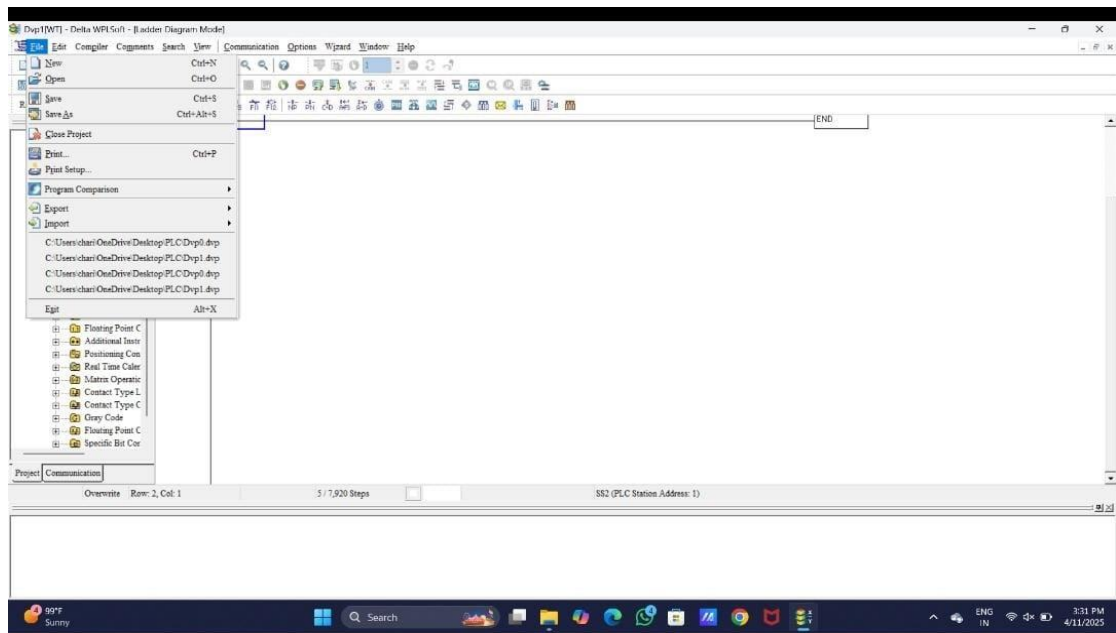 Dvp1[WT] - Delta WPLSoft - [Ladder Diagram Mode]
File Edit Compiler Comments Search View Communication Options Wizard Window Help
New Ctrl+N
Open Ctrl+O
Save Ctrl+S
Save As Ctrl+Alt+S
END
Close Project
Print... Ctrl+P
Print Setup...
Program Comparison
Export
Import
C:\Users\chari\OneDrive\Desktop\PLC\Dvp0.dvp
C:\Users\chari\OneDrive\Desktop\PLC\Dvp1.dvp
C:\Users\chari\OneDrive\Desktop\PLC\Dvp0.dvp
C:\Users\chari\OneDrive\Desktop\PLC\Dvp1.dvp
Exit Alt+X
Floating Point C
Additional Instr
Positioning Con
Real Time Caler
Matrix Operatic
Contact Type L
Contact Type C
Gray Code
Floating Point C
Specific Bit Cor
Project Communication
Overwrite Row: 2, Col: 1 5 / 7,920 Steps SS2 (PLC Station Address: 1)
99°F
Sunny
Search
ENG
IN
3:31 PM
4/11/2025